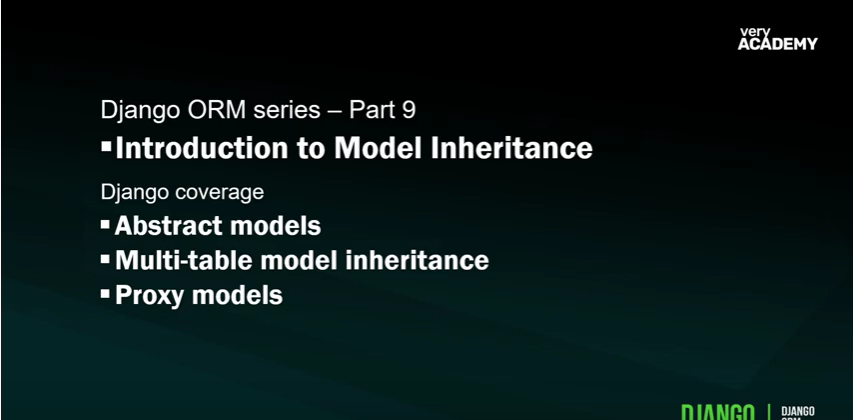 very
ACADEMY
Django ORM series – Part 9
▪Introduction to Model Inheritance
Django coverage
▪Abstract models
▪Multi-table model inheritance
▪Proxy models
DJANGO | DJANGO
ORM